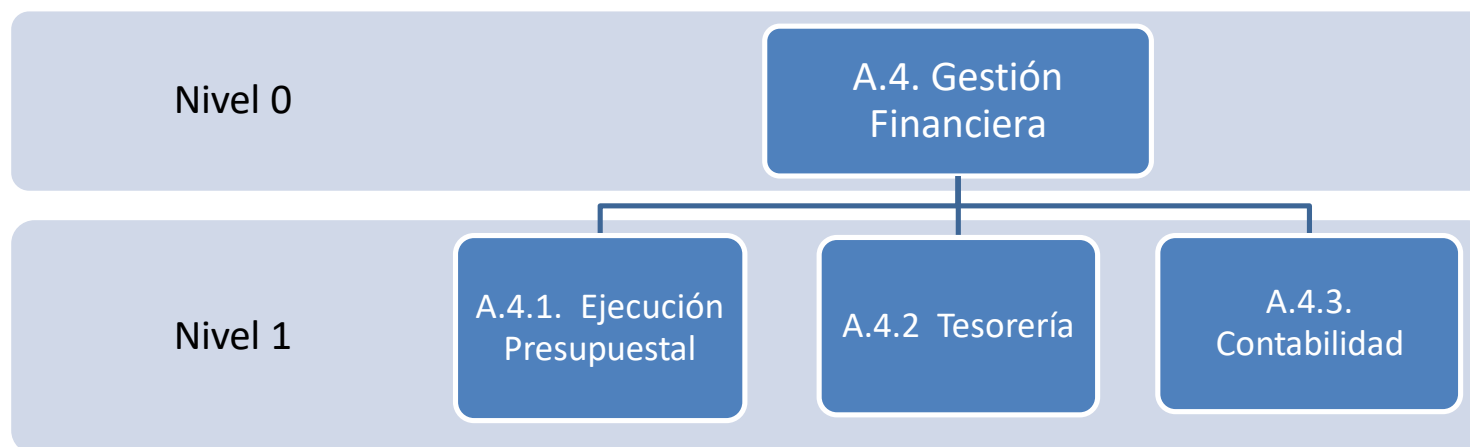 Nivel 0
A.4. Gestión
Financiera
Nivel 1
A.4.1. Ejecución
Presupuestal
A.4.2 Tesorería
A.4.3.
Contabilidad